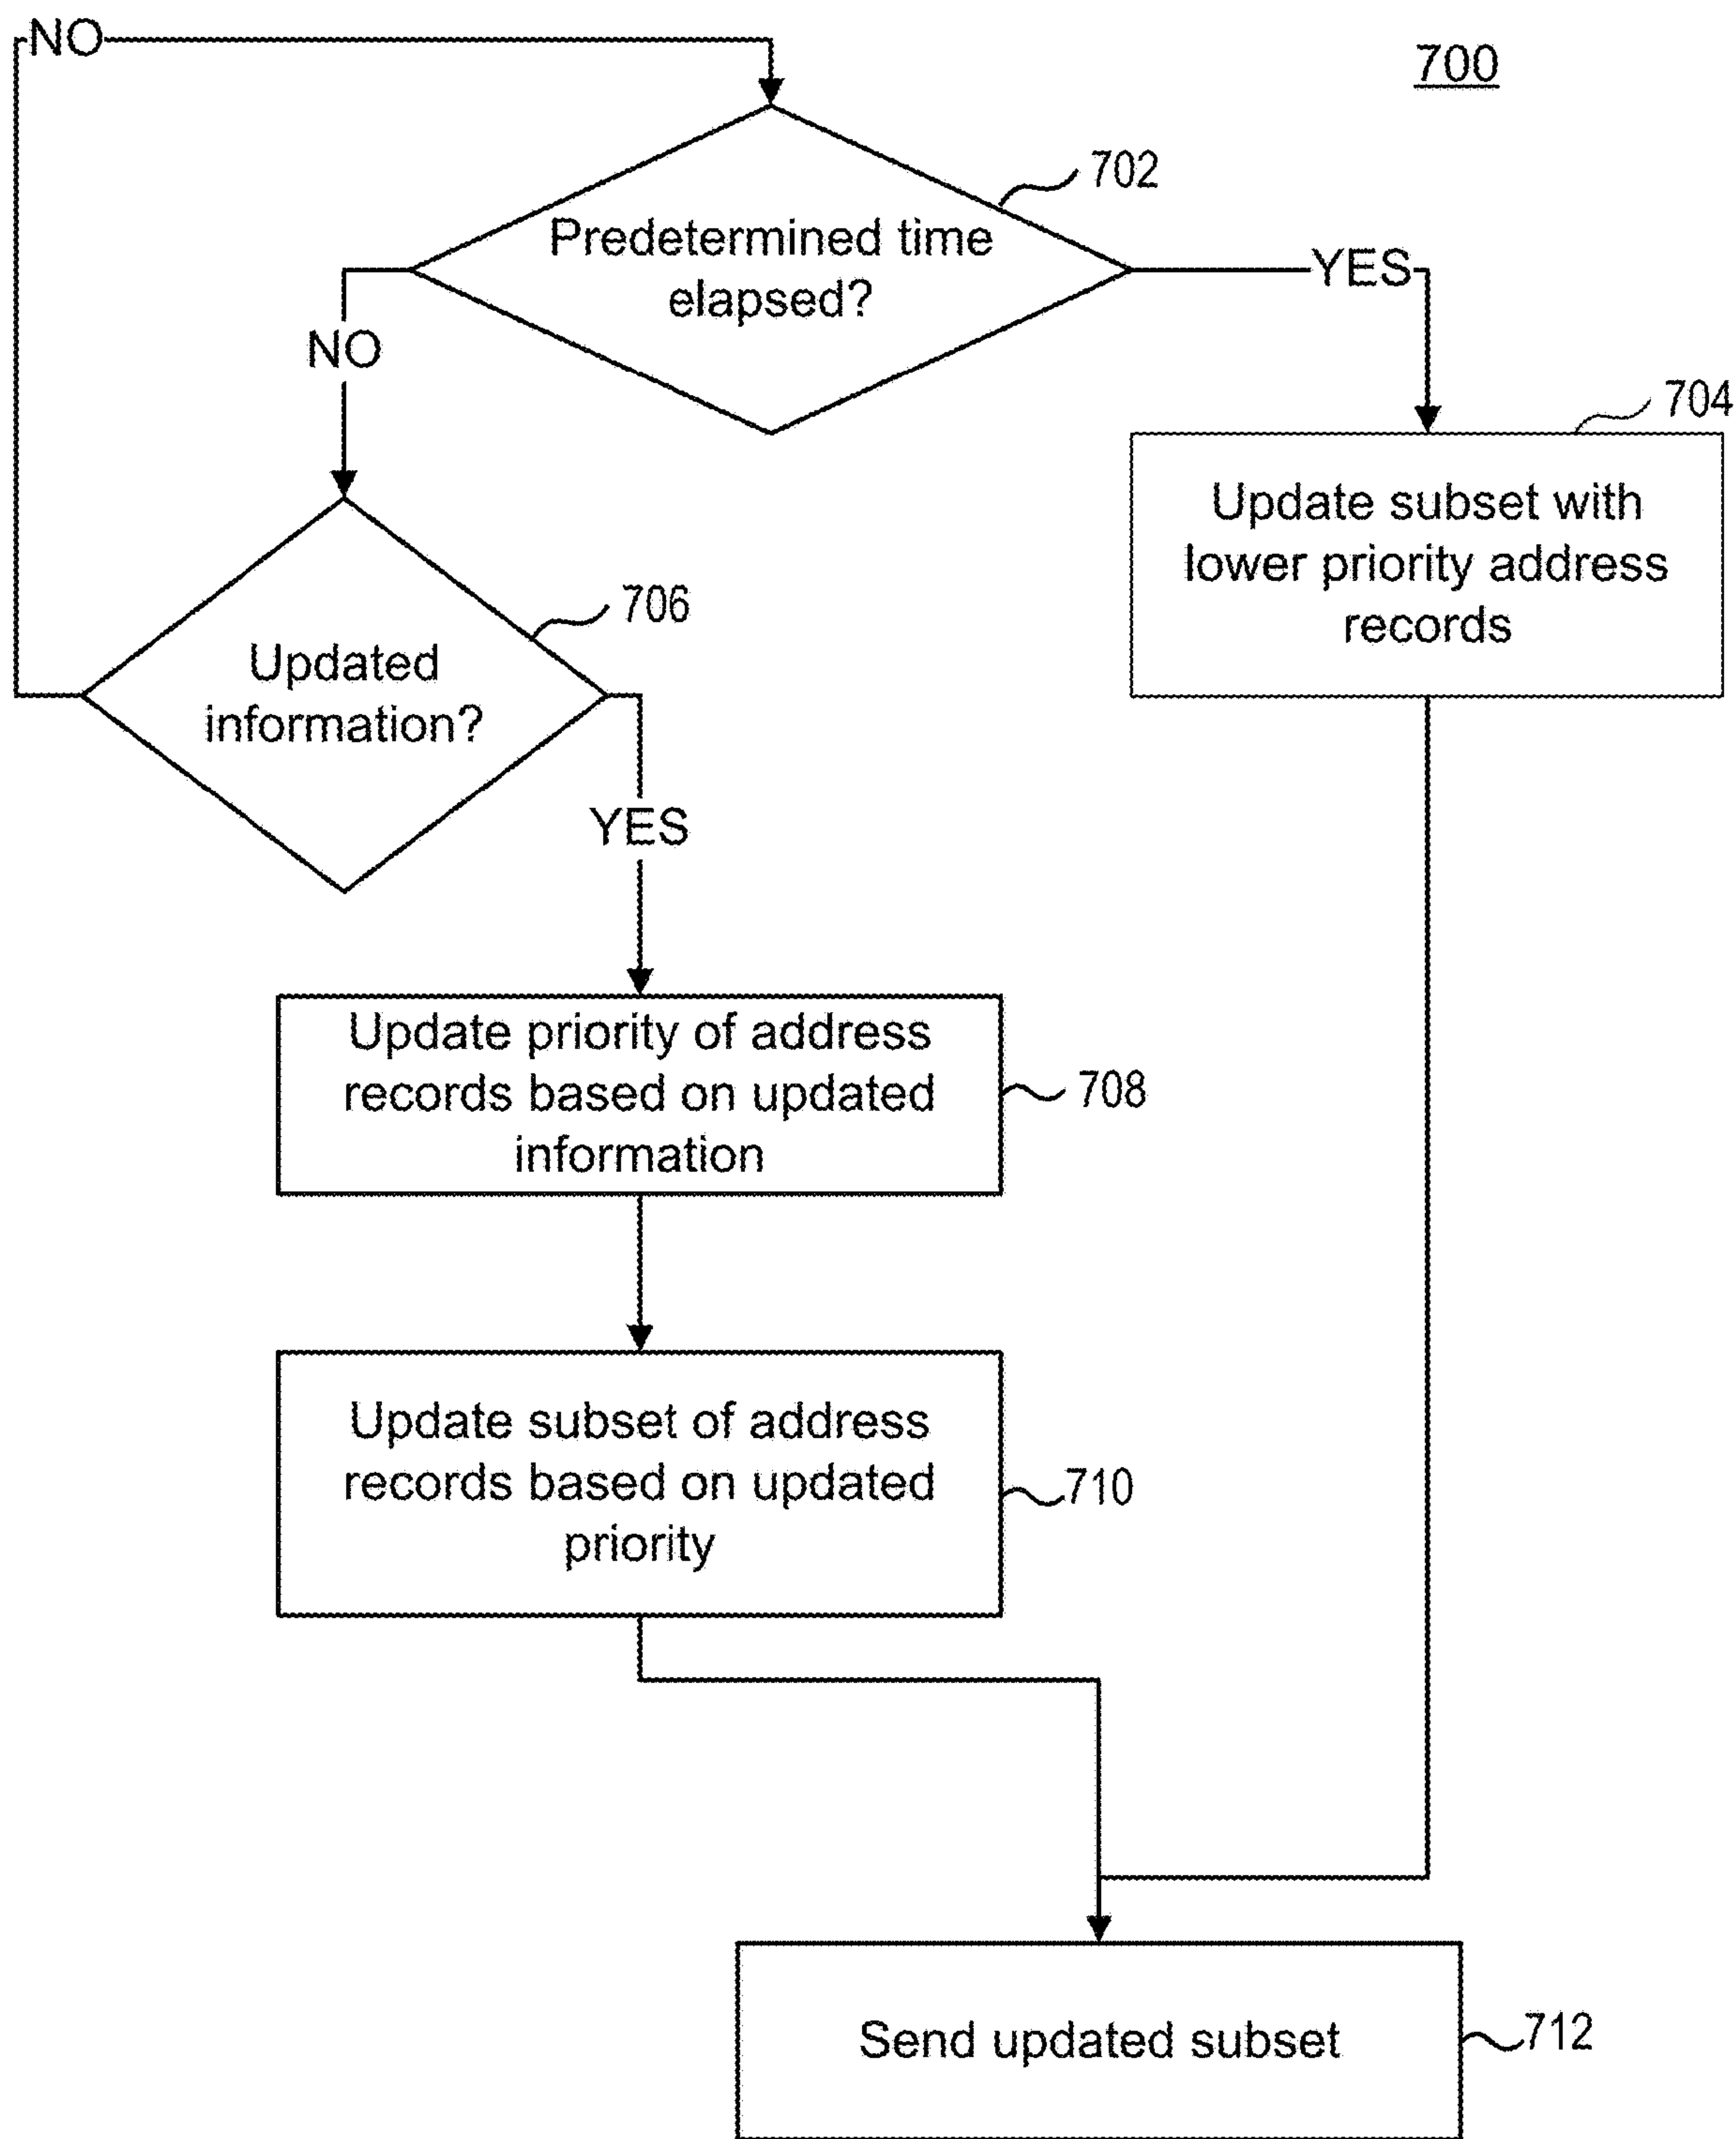 NO
700
702
Predetermined time
elapsed?
YES
NO
704
Update subset with
lower priority address
records
706
Updated
information?
YES
Update priority of address
records based on updated
information
708
Update subset of address
records based on updated
priority
710
Send updated subset
712